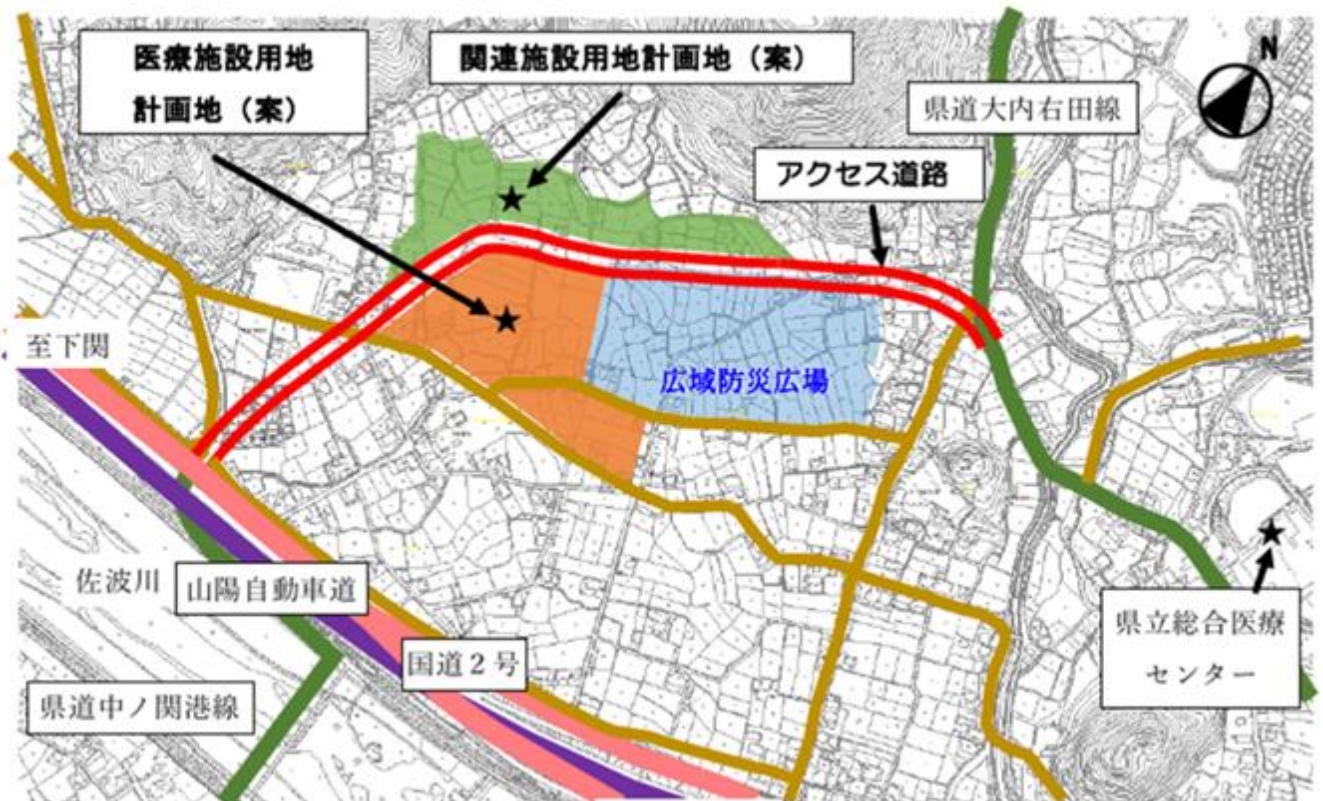 医療施設用地
計画地（案）
関連施設用地計画地（案）
N
県道大内右田線
アクセス道路
至下関
広域防災広場
佐波川
山陽自動車道
国道２号
県道中ノ関港線
県立総合医療
センター